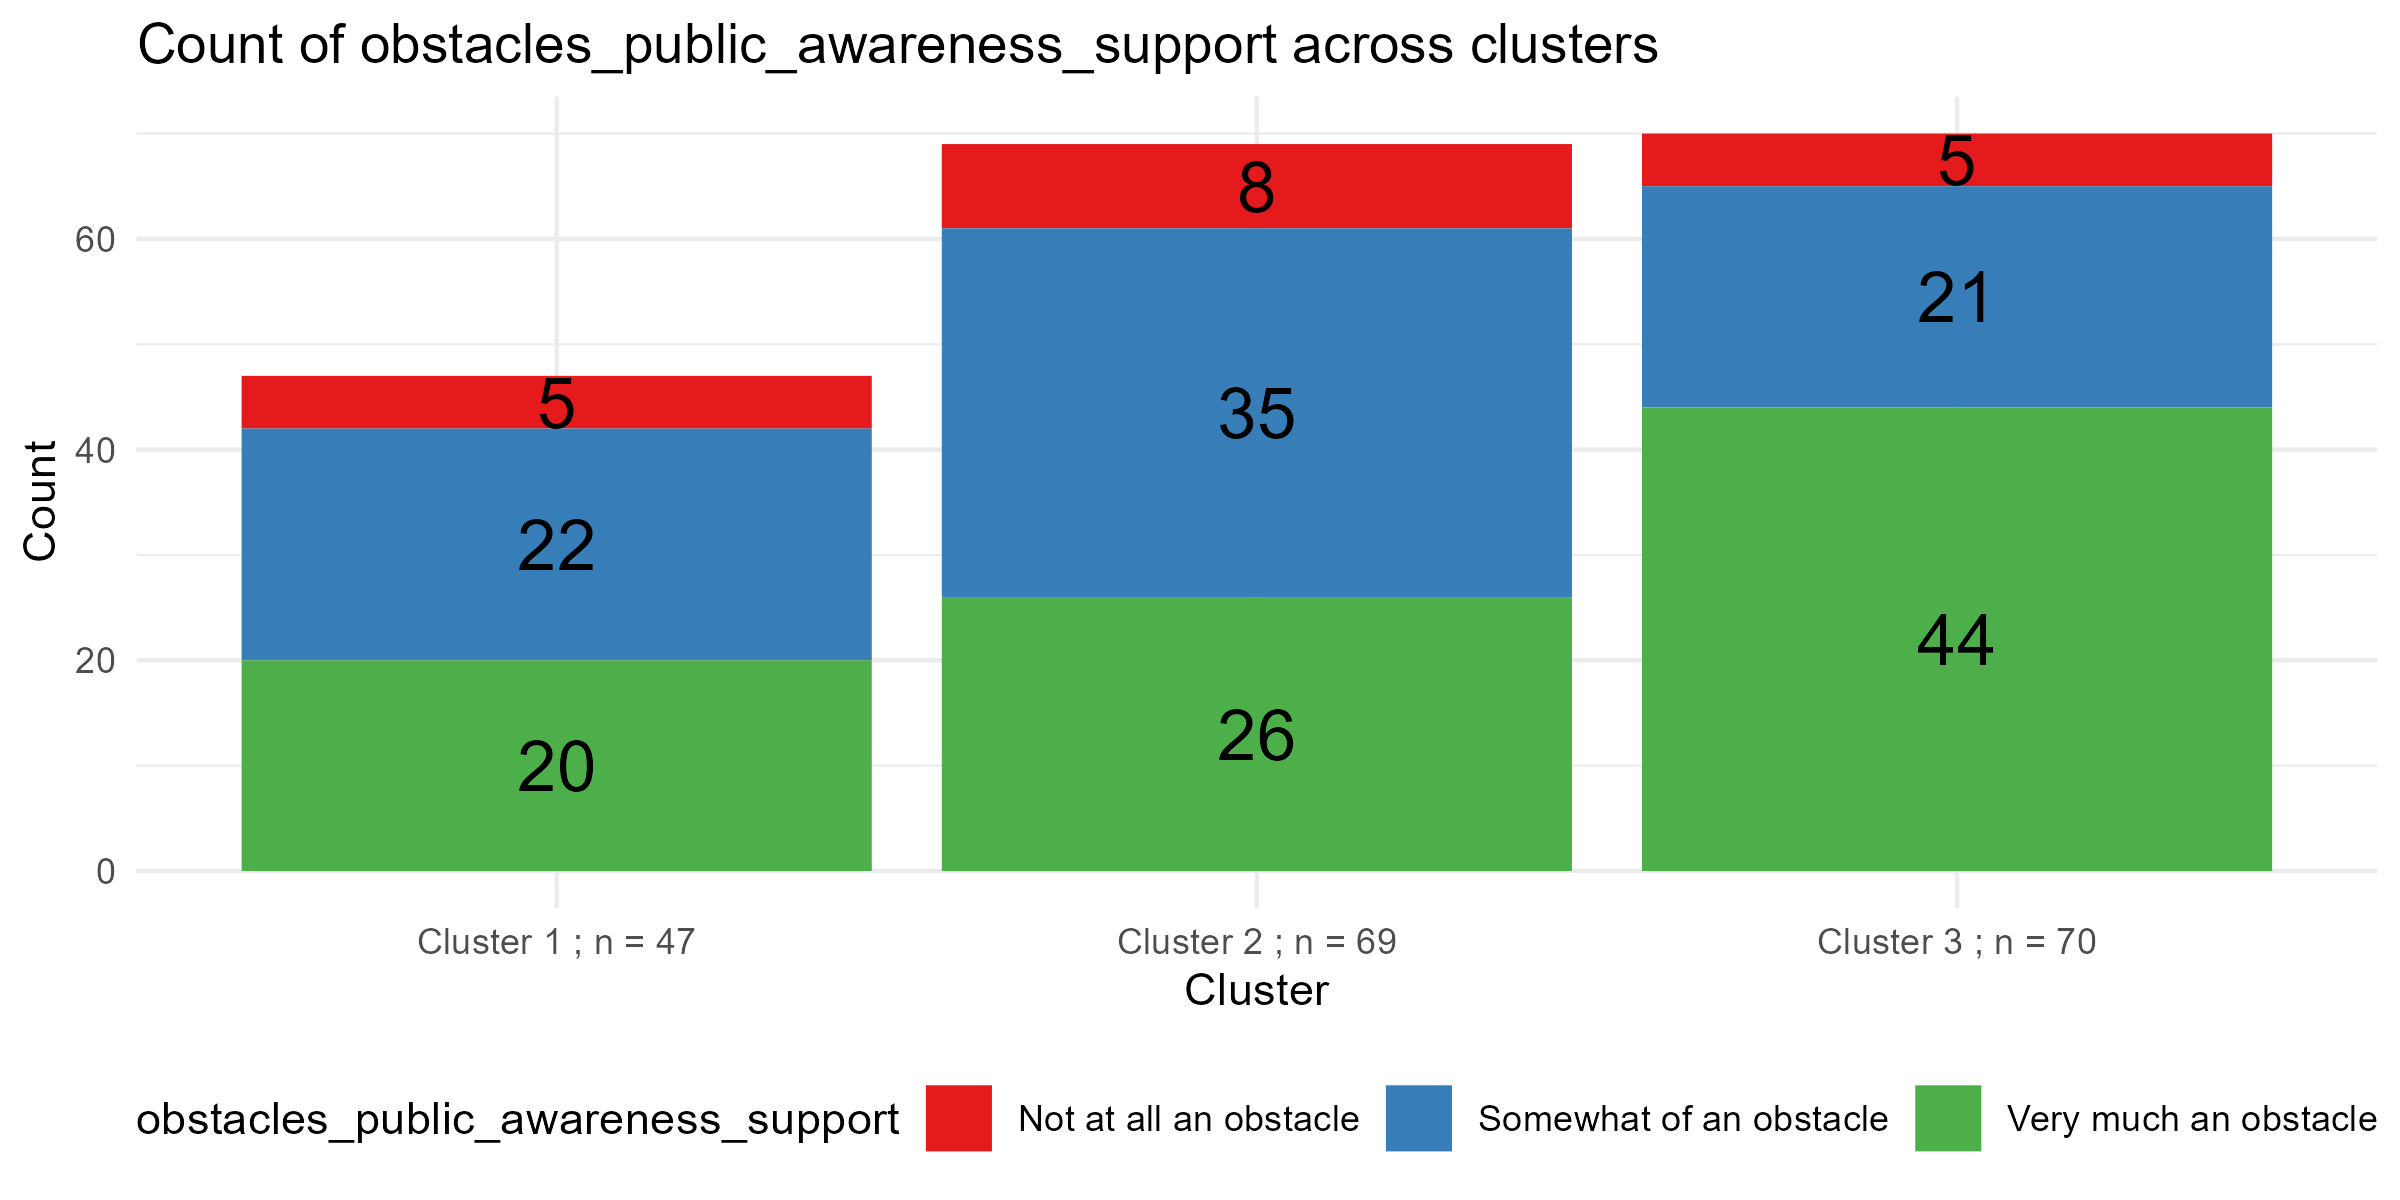 Count of obstacles_public_awareness_support across clusters
Count
60
40
20
0
5
22
20
8
35
26
5
21
44
Cluster 1 ; n = 47
Cluster 2 ; n = 69
Cluster 3 ; n = 70
Cluster
obstacles_public_awareness_support
Not at all an obstacle
Somewhat of an obstacle
Very much an obstacle